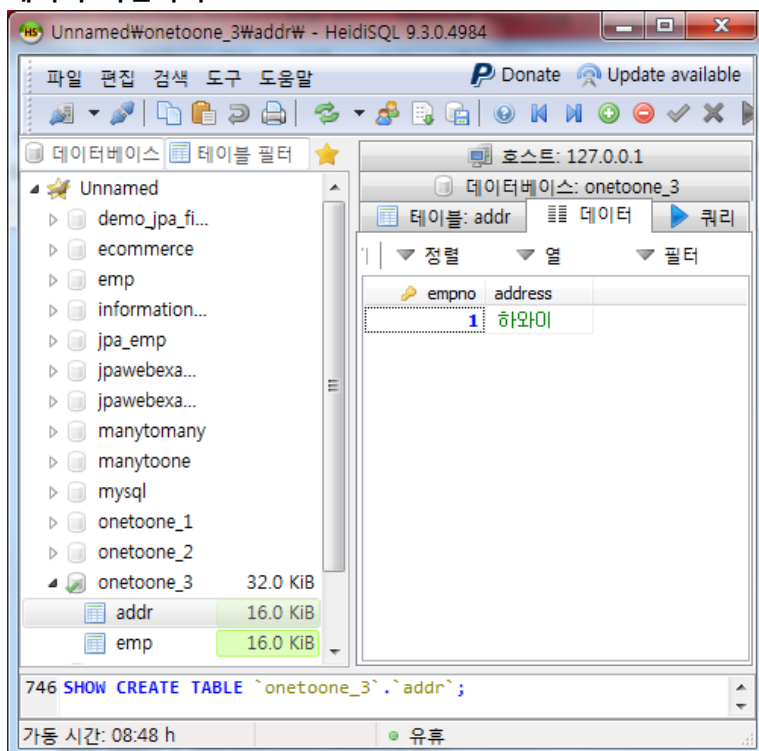 Unnamed₩onetoone_3₩addr₩ - HeidiSQL 9.3.0.4984
파일 편집 검색 도구 도움말 Donate Update available
데이터베이스 테이블 필터
호스트: 127.0.0.1
데이터베이스: onetoone_3
테이블: addr 데이터 쿼리
정렬 열 필터
empno address
1 하와이
Unnamed
demo_jpa_fi...
ecommerce
emp
information...
jpa_emp
jpawebexa...
jpawebexa...
manytomany
manytoone
mysql
onetoone_1
onetoone_2
onetoone_3 32.0 KiB
addr 16.0 KiB
emp 16.0 KiB
746 SHOW CREATE TABLE `onetoone_3`.`addr`;
가동 시간: 08:48 h 유휴